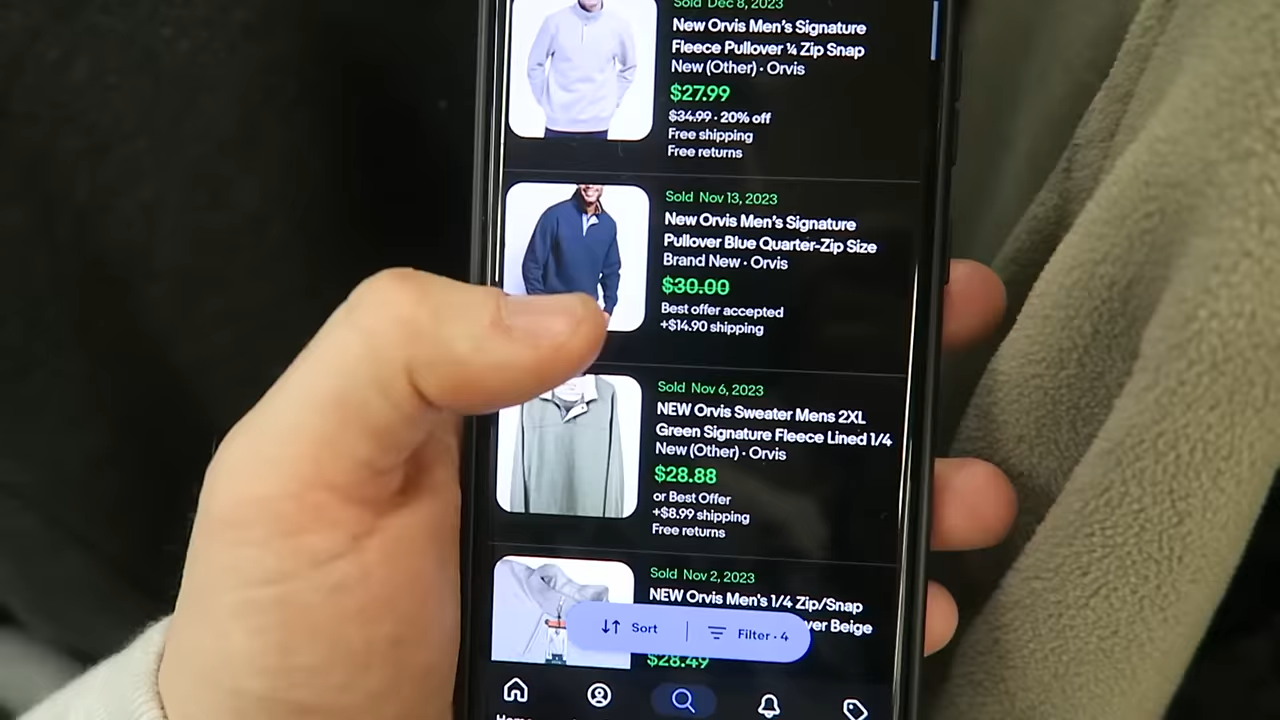 Sold Dec 8, 2023
New Orvis Men's Signature
Fleece Pullover ¼ Zip Snap
New (Other) · Orvis
$27.99
$34.99 · 20% off
Free shipping
Free returns
Sold Nov 13, 2023
New Orvis Men's Signature
Pullover Blue Quarter-Zip Size
Brand New · Orvis
$30.00
Best offer accepted
+$14.90 shipping
Sold Nov 6, 2023
NEW Orvis Sweater Mens 2XL
Green Signature Fleece Lined 1/4
New (Other) · Orvis
$28.88
or Best Offer
+$8.99 shipping
Free returns
Sold Nov 2, 2023
NEW Orvis Men's 1/4 Zip/Snap
ver Beige
$28.49
Sort
Filter · 4
Home